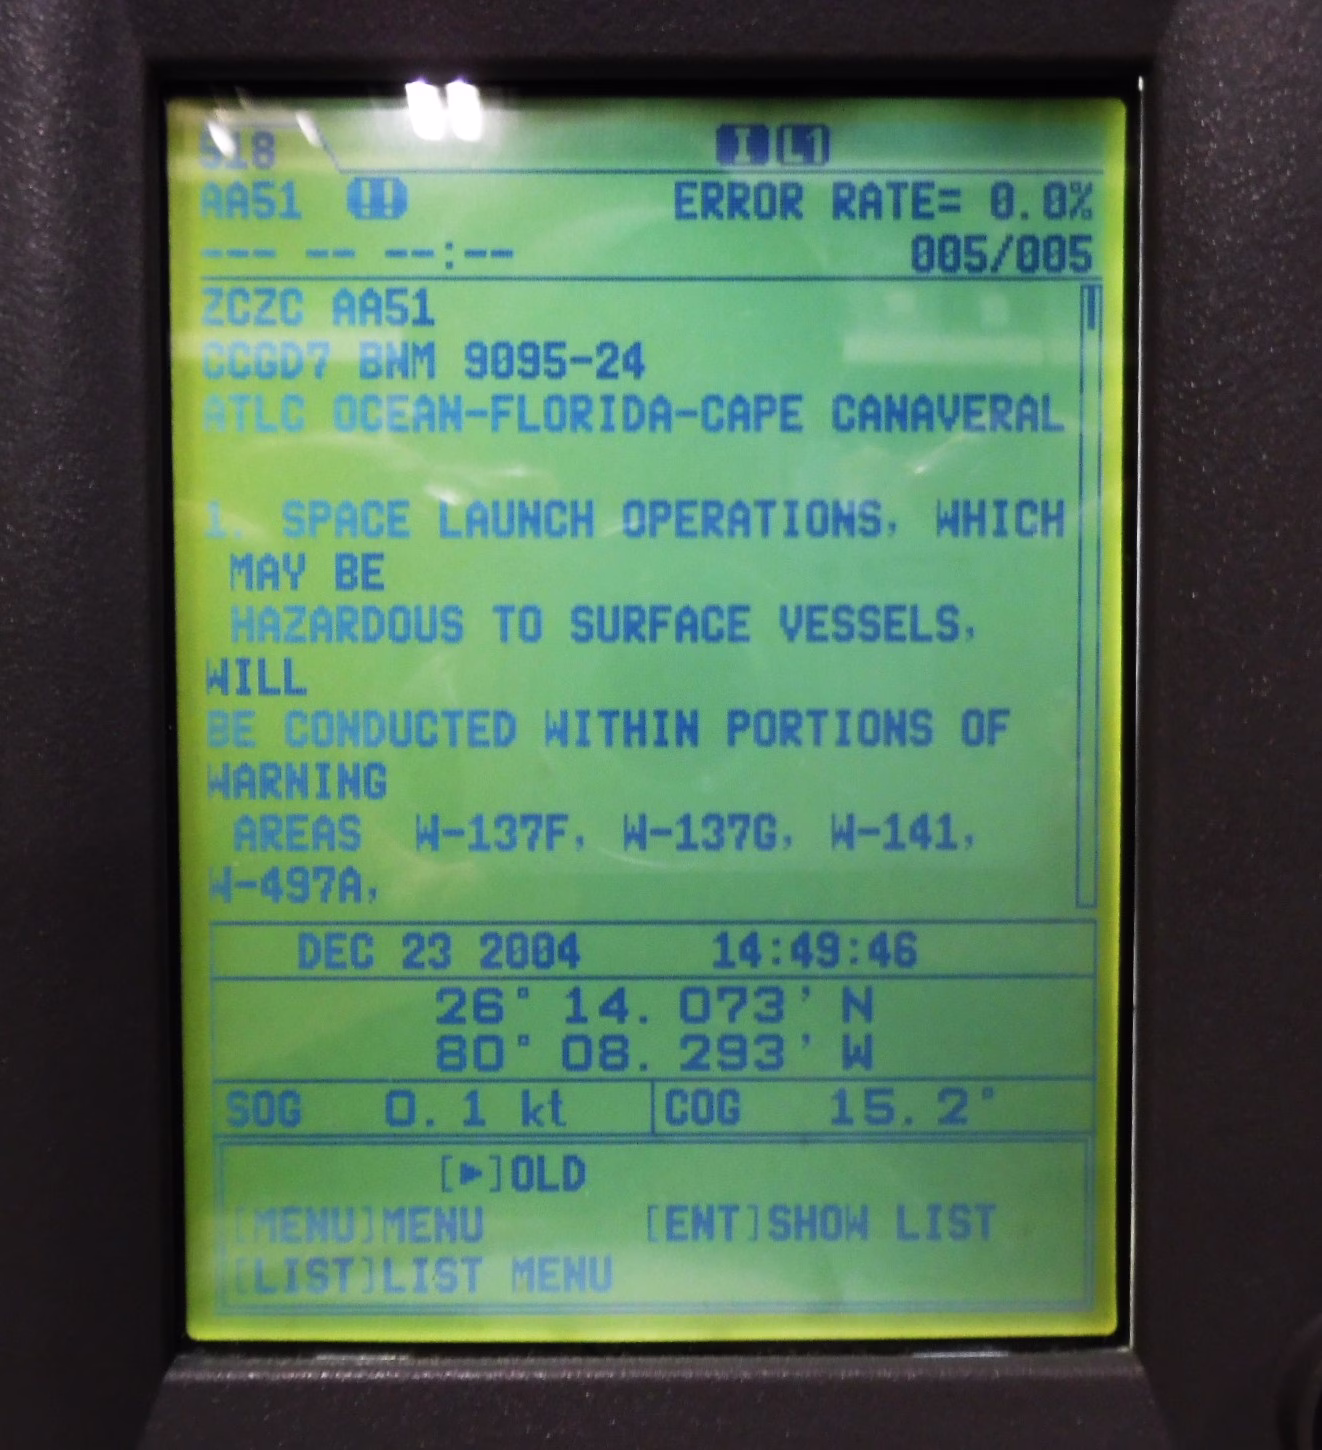 518 I L1
AA51 !! ERROR RATE= 0.0%
--- -- --:-- 005/005
ZCZC AA51
CCGD7 BNM 9095-24
ATLC OCEAN-FLORIDA-CAPE CANAVERAL
1. SPACE LAUNCH OPERATIONS, WHICH
MAY BE
HAZARDOUS TO SURFACE VESSELS,
WILL
BE CONDUCTED WITHIN PORTIONS OF
WARNING
AREAS W-137F, W-137G, W-141,
W-497A,
DEC 23 2004 14:49:46
26° 14.073' N
80° 08.293' W
SOG 0.1 kt COG 15.2°
[►]OLD
[MENU]MENU [ENT]SHOW LIST
[LIST]LIST MENU